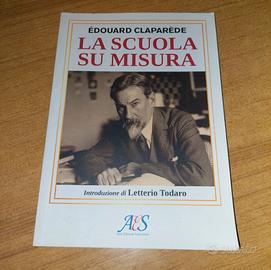 ÉDOUARD CLAPARÈDE
LA SCUOLA
SU MISURA
Introduzione di Letterio Todaro
A&S